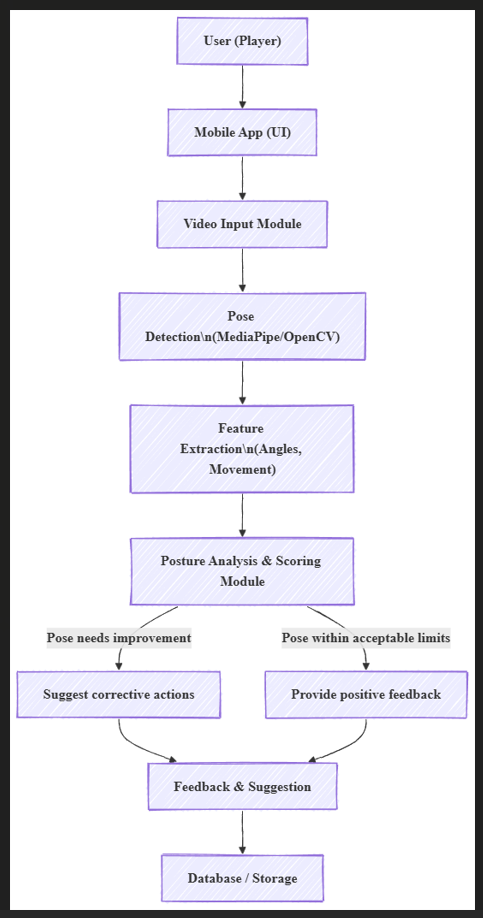 User (Player)
Mobile App (UI)
Video Input Module
Pose
Detection\n(MediaPipe/OpenCV)
Feature
Extraction\n(Angles,
Movement)
Posture Analysis & Scoring
Module
Pose needs improvement
Pose within acceptable limits
Suggest corrective actions
Provide positive feedback
Feedback & Suggestion
Database / Storage